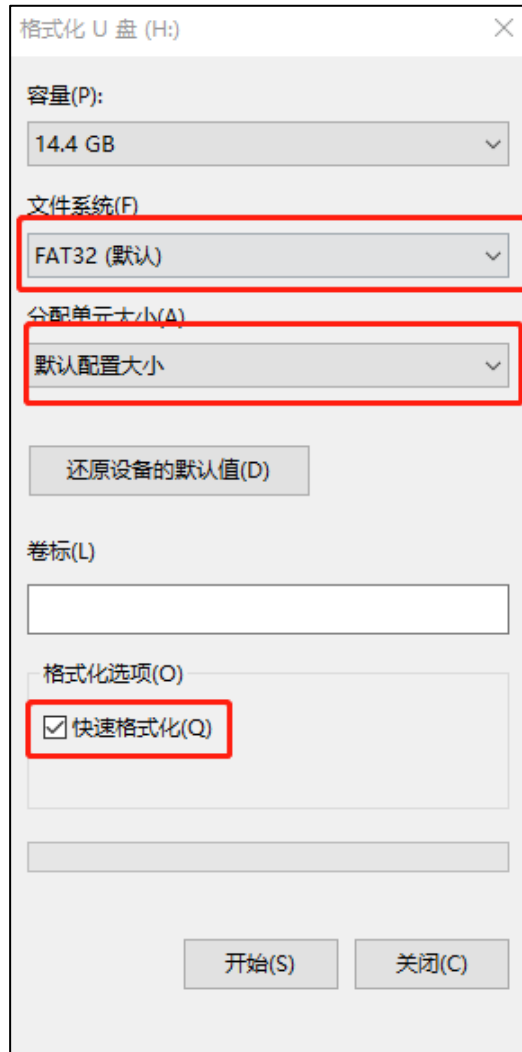 格式化 U 盘 (H:)
容量(P):
14.4 GB
文件系统(F)
FAT32 (默认)
分配单元大小(A)
默认配置大小
还原设备的默认值(D)
卷标(L)
格式化选项(O)
快速格式化(Q)
开始(S)
关闭(C)